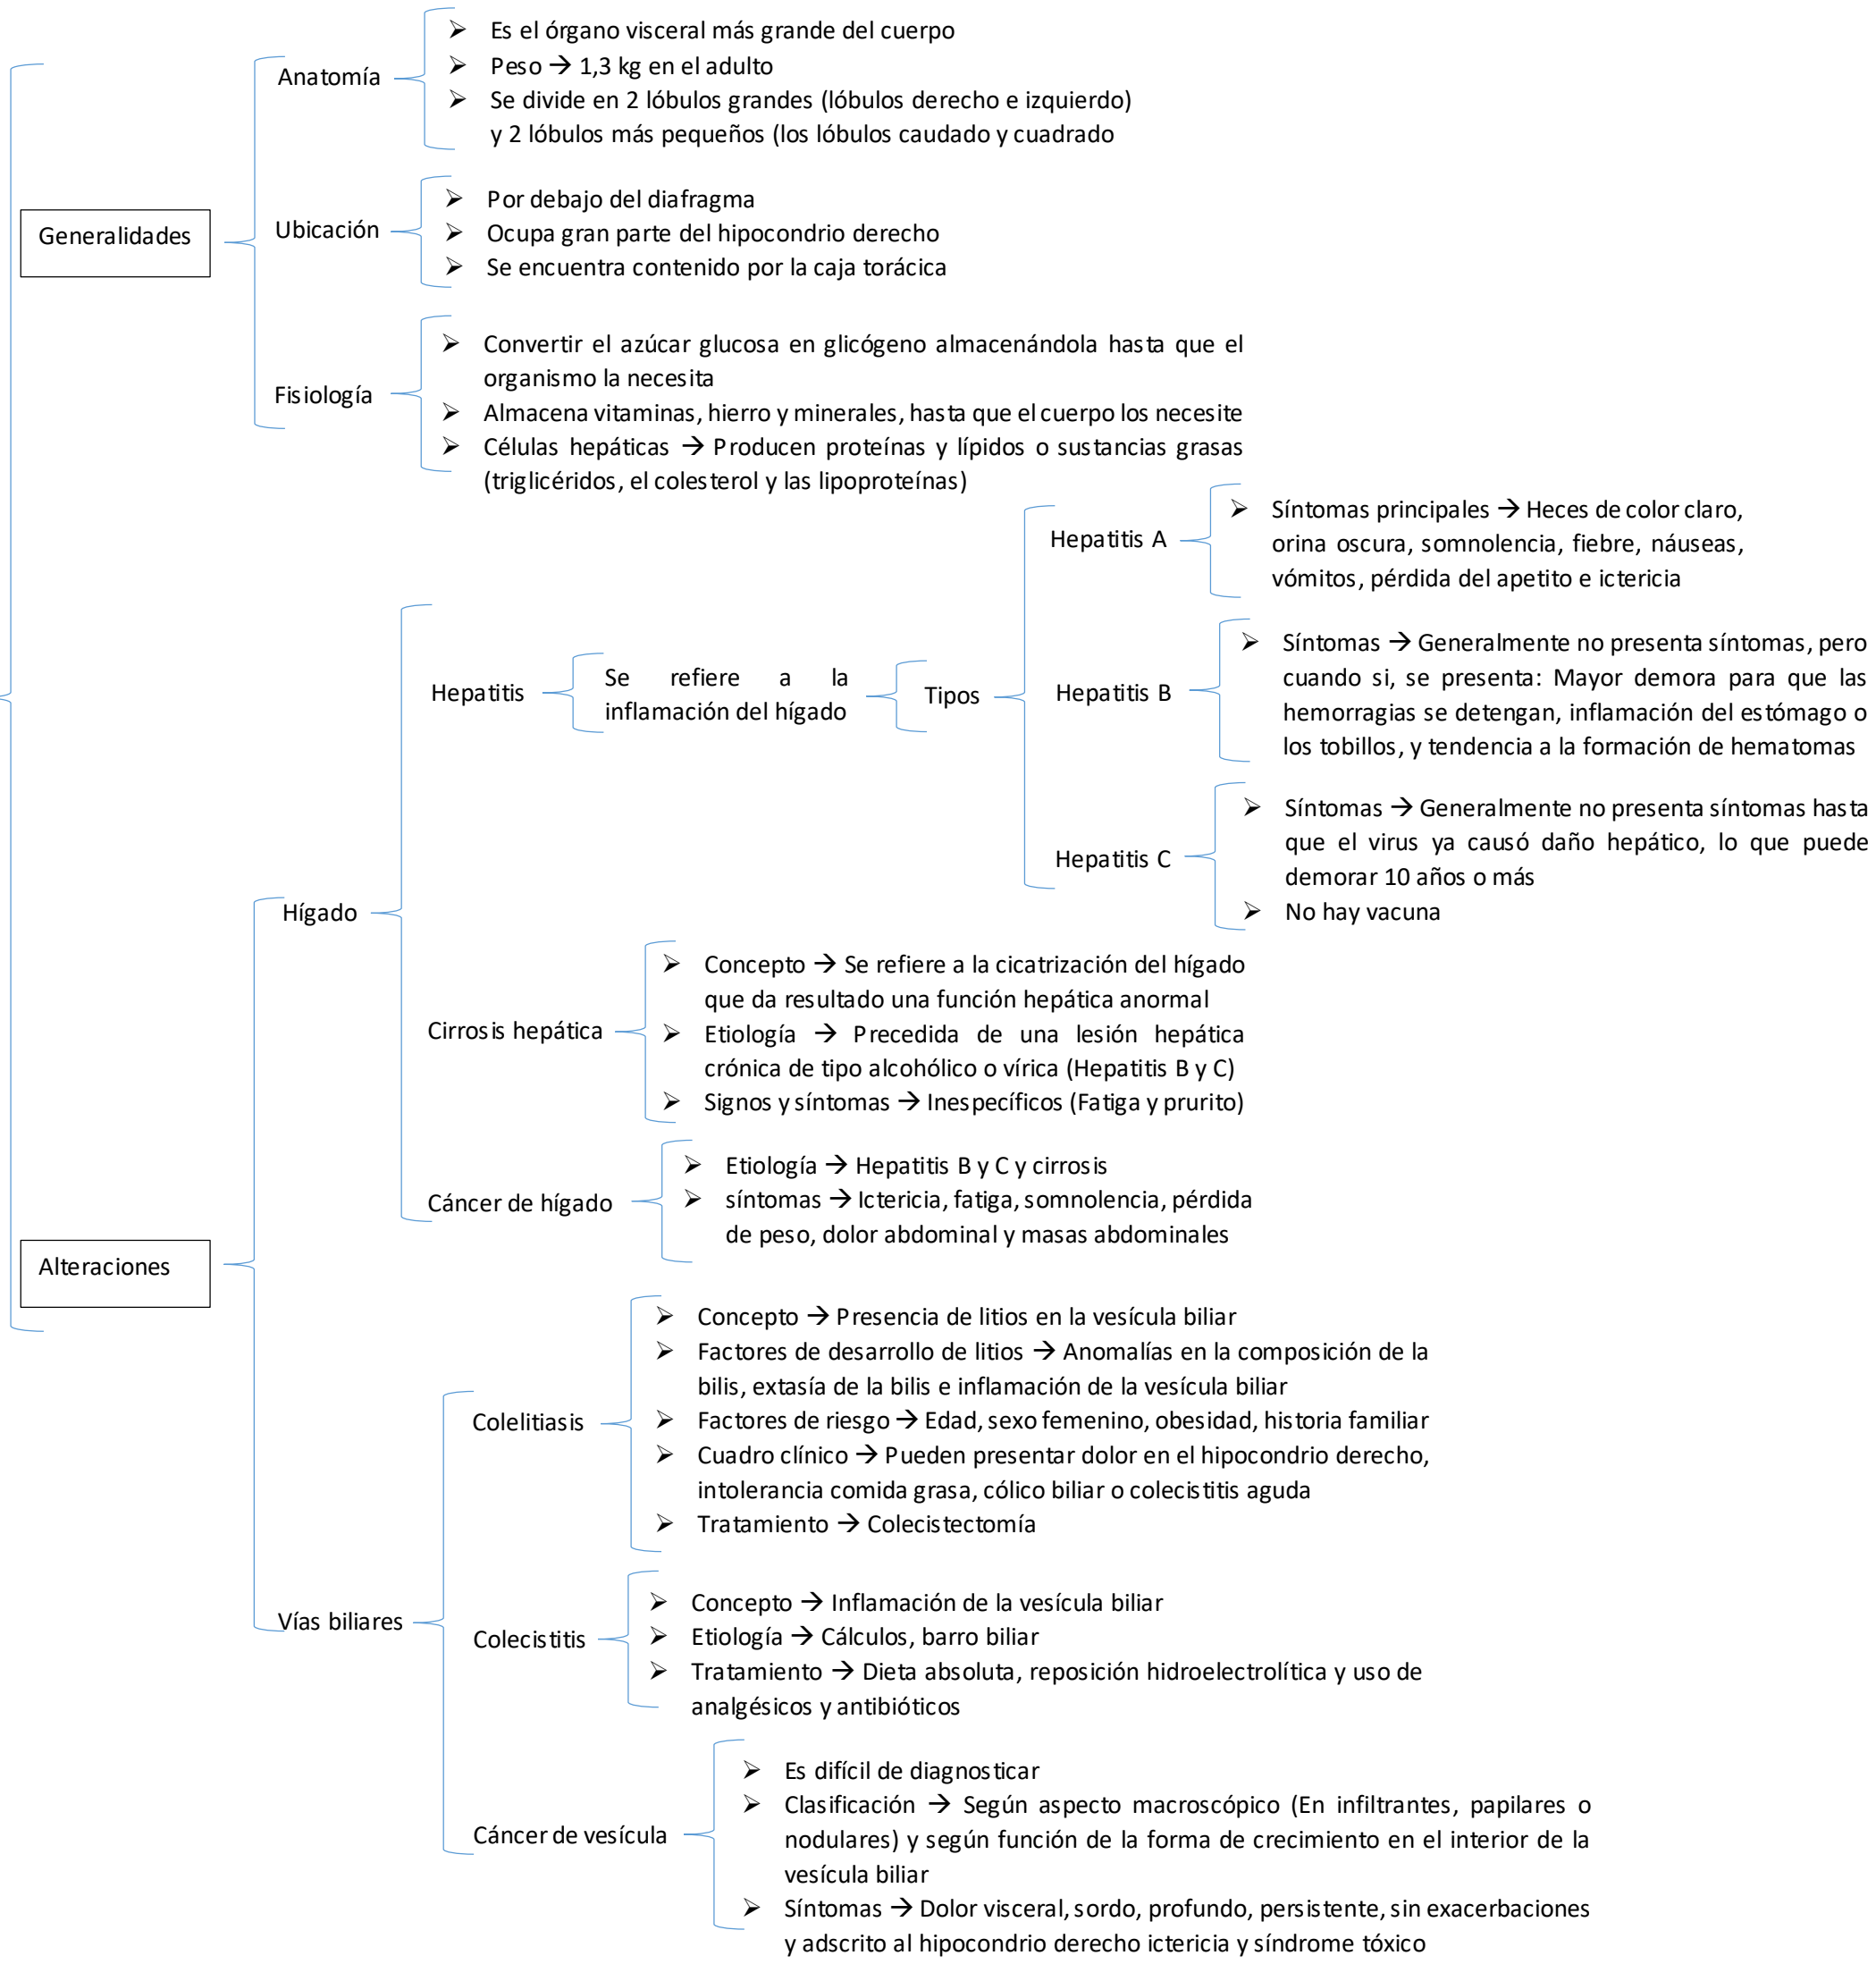 Generalidades
Anatomía
➢ Es el órgano visceral más grande del cuerpo
➢ Peso → 1,3 kg en el adulto
➢ Se divide en 2 lóbulos grandes (lóbulos derecho e izquierdo)
y 2 lóbulos más pequeños (los lóbulos caudado y cuadrado
Ubicación
➢ Por debajo del diafragma
➢ Ocupa gran parte del hipocondrio derecho
➢ Se encuentra contenido por la caja torácica
Fisiología
➢ Convertir el azúcar glucosa en glicógeno almacenándola hasta que el
organismo la necesita
➢ Almacena vitaminas, hierro y minerales, hasta que el cuerpo los necesite
➢ Células hepáticas → Producen proteínas y lípidos o sustancias grasas
(triglicéridos, el colesterol y las lipoproteínas)
Alteraciones
Hígado
Hepatitis
Se refiere a la
inflamación del hígado
Tipos
Hepatitis A
➢ Síntomas principales → Heces de color claro,
orina oscura, somnolencia, fiebre, náuseas,
vómitos, pérdida del apetito e ictericia
Hepatitis B
➢ Síntomas → Generalmente no presenta síntomas, pero
cuando si, se presenta: Mayor demora para que las
hemorragias se detengan, inflamación del estómago o
los tobillos, y tendencia a la formación de hematomas
Hepatitis C
➢ Síntomas → Generalmente no presenta síntomas hasta
que el virus ya causó daño hepático, lo que puede
demorar 10 años o más
➢ No hay vacuna
Cirrosis hepática
➢ Concepto → Se refiere a la cicatrización del hígado
que da resultado una función hepática anormal
➢ Etiología → Precedida de una lesión hepática
crónica de tipo alcohólico o vírica (Hepatitis B y C)
➢ Signos y síntomas → Inespecíficos (Fatiga y prurito)
Cáncer de hígado
➢ Etiología → Hepatitis B y C y cirrosis
➢ síntomas → Ictericia, fatiga, somnolencia, pérdida
de peso, dolor abdominal y masas abdominales
Vías biliares
Colelitiasis
➢ Concepto → Presencia de litios en la vesícula biliar
➢ Factores de desarrollo de litios → Anomalías en la composición de la
bilis, extasía de la bilis e inflamación de la vesícula biliar
➢ Factores de riesgo → Edad, sexo femenino, obesidad, historia familiar
➢ Cuadro clínico → Pueden presentar dolor en el hipocondrio derecho,
intolerancia comida grasa, cólico biliar o colecistitis aguda
➢ Tratamiento → Colecistectomía
Colecistitis
➢ Concepto → Inflamación de la vesícula biliar
➢ Etiología → Cálculos, barro biliar
➢ Tratamiento → Dieta absoluta, reposición hidroelectrolítica y uso de
analgésicos y antibióticos
Cáncer de vesícula
➢ Es difícil de diagnosticar
➢ Clasificación → Según aspecto macroscópico (En infiltrantes, papilares o
nodulares) y según función de la forma de crecimiento en el interior de la
vesícula biliar
➢ Síntomas → Dolor visceral, sordo, profundo, persistente, sin exacerbaciones
y adscrito al hipocondrio derecho ictericia y síndrome tóxico